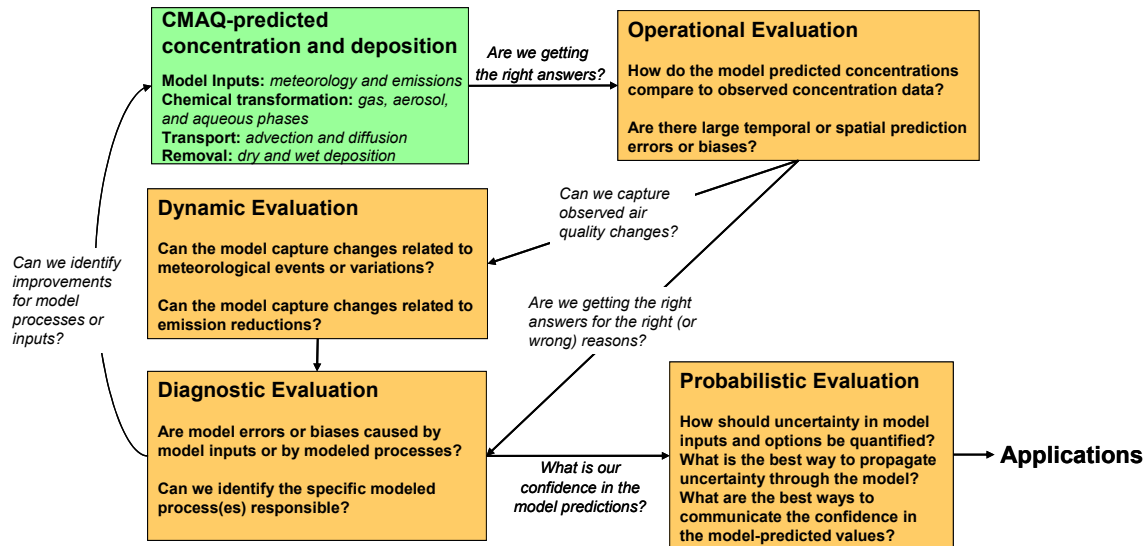 CMAQ-predicted
concentration and deposition
Model Inputs: meteorology and emissions
Chemical transformation: gas, aerosol,
and aqueous phases
Transport: advection and diffusion
Removal: dry and wet deposition
Are we getting
the right answers?
Operational Evaluation
How do the model predicted concentrations
compare to observed concentration data?
Are there large temporal or spatial prediction
errors or biases?
Can we capture
observed air
quality changes?
Dynamic Evaluation
Can the model capture changes related to
meteorological events or variations?
Can the model capture changes related to
emission reductions?
Can we identify
improvements
for model
processes or
inputs?
Are we getting the right
answers for the right (or
wrong) reasons?
Diagnostic Evaluation
Are model errors or biases caused by
model inputs or by modeled processes?
Can we identify the specific modeled
process(es) responsible?
What is our
confidence in the
model predictions?
Probabilistic Evaluation
How should uncertainty in model
inputs and options be quantified?
What is the best way to propagate
uncertainty through the model?
What are the best ways to
communicate the confidence in
the model-predicted values?
Applications